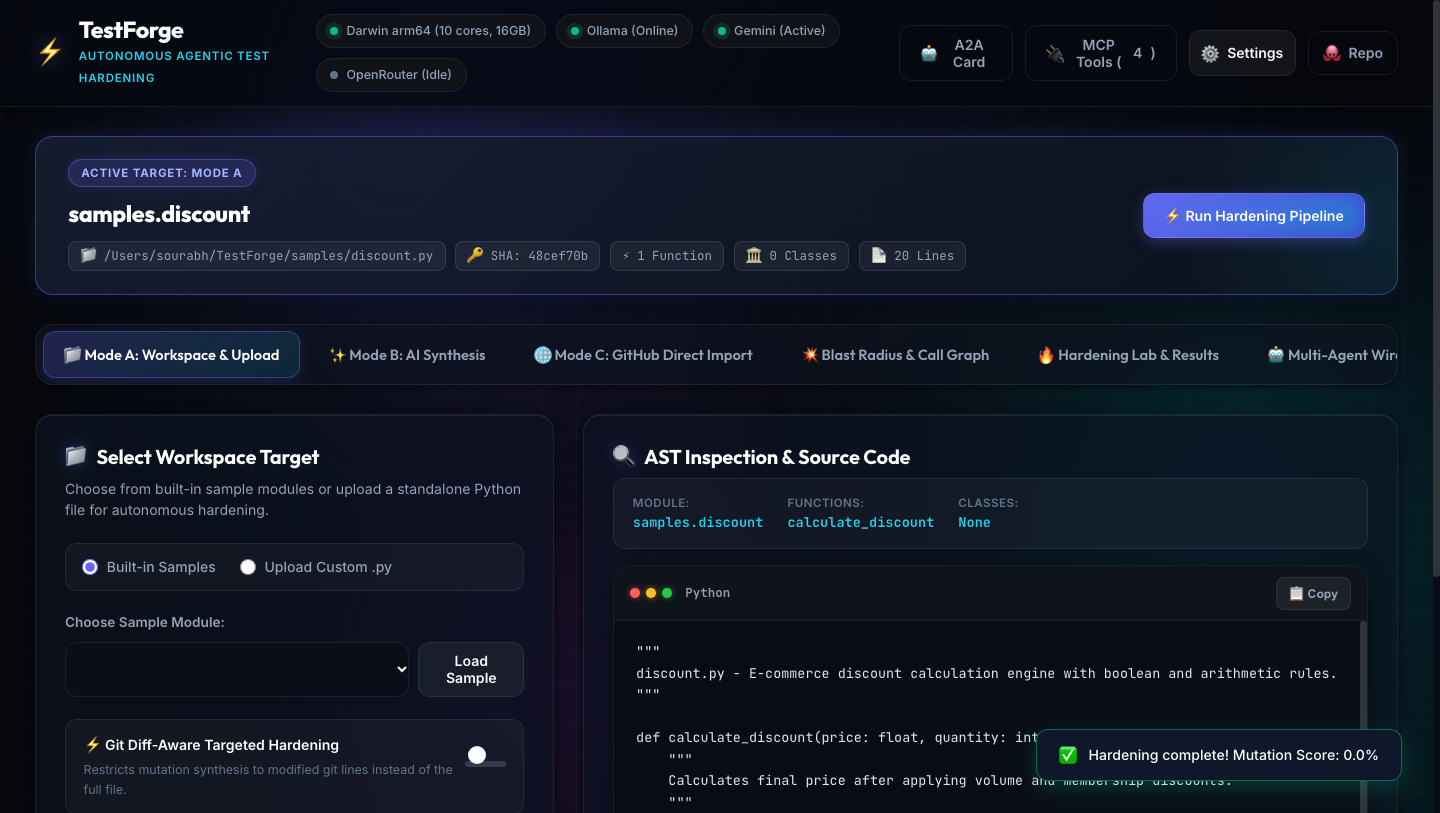 TestForge
AUTONOMOUS AGENTIC TEST
HARDENING
Darwin arm64 (10 cores, 16GB)
Ollama (Online)
Gemini (Active)
OpenRouter (Idle)
A2A
Card
MCP
Tools ( 4 )
Settings
Repo
ACTIVE TARGET: MODE A
samples.discount
/Users/sourabh/TestForge/samples/discount.py
SHA: 48cef70b
⚡ 1 Function
0 Classes
20 Lines
⚡ Run Hardening Pipeline
Mode A: Workspace & Upload
Mode B: AI Synthesis
Mode C: GitHub Direct Import
Blast Radius & Call Graph
Hardening Lab & Results
Multi-Agent Wir
Select Workspace Target
Choose from built-in sample modules or upload a standalone Python
file for autonomous hardening.
Built-in Samples
Upload Custom .py
Choose Sample Module:
Load
Sample
⚡ Git Diff-Aware Targeted Hardening
Restricts mutation synthesis to modified git lines instead of the
full file.
AST Inspection & Source Code
MODULE:
samples.discount
FUNCTIONS:
calculate_discount
CLASSES:
None
Python
Copy
"""
discount.py - E-commerce discount calculation engine with boolean and arithmetic rules.
"""
def calculate_discount(price: float, quantity: int
"""
Calculates final price after applying volume and membership discounts.
"""
Hardening complete! Mutation Score: 0.0%